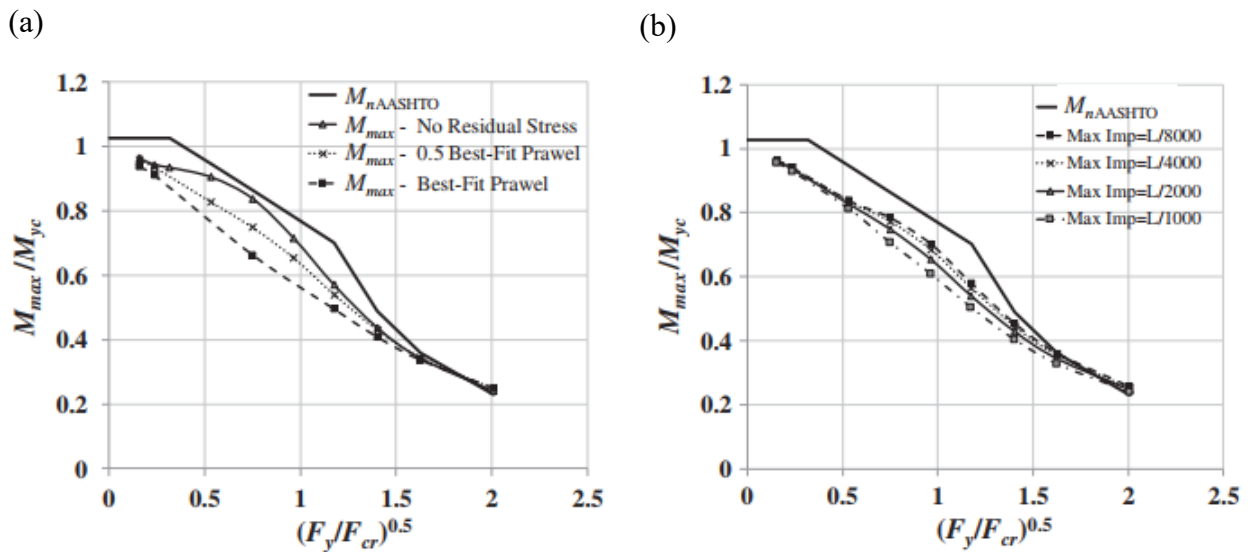 (a)
M_max/M_yc
1.2
1
0.8
0.6
0.4
0.2
0
M_nAASHTO
M_max - No Residual Stress
M_max - 0.5 Best-Fit Prawel
M_max - Best-Fit Prawel
0 0.5 1 1.5 2 2.5
(F_y/F_cr)^0.5
(b)
M_max/M_yc
1.2
1
0.8
0.6
0.4
0.2
0
M_nAASHTO
Max Imp=L/8000
Max Imp=L/4000
Max Imp=L/2000
Max Imp=L/1000
0 0.5 1 1.5 2 2.5
(F_y/F_cr)^0.5